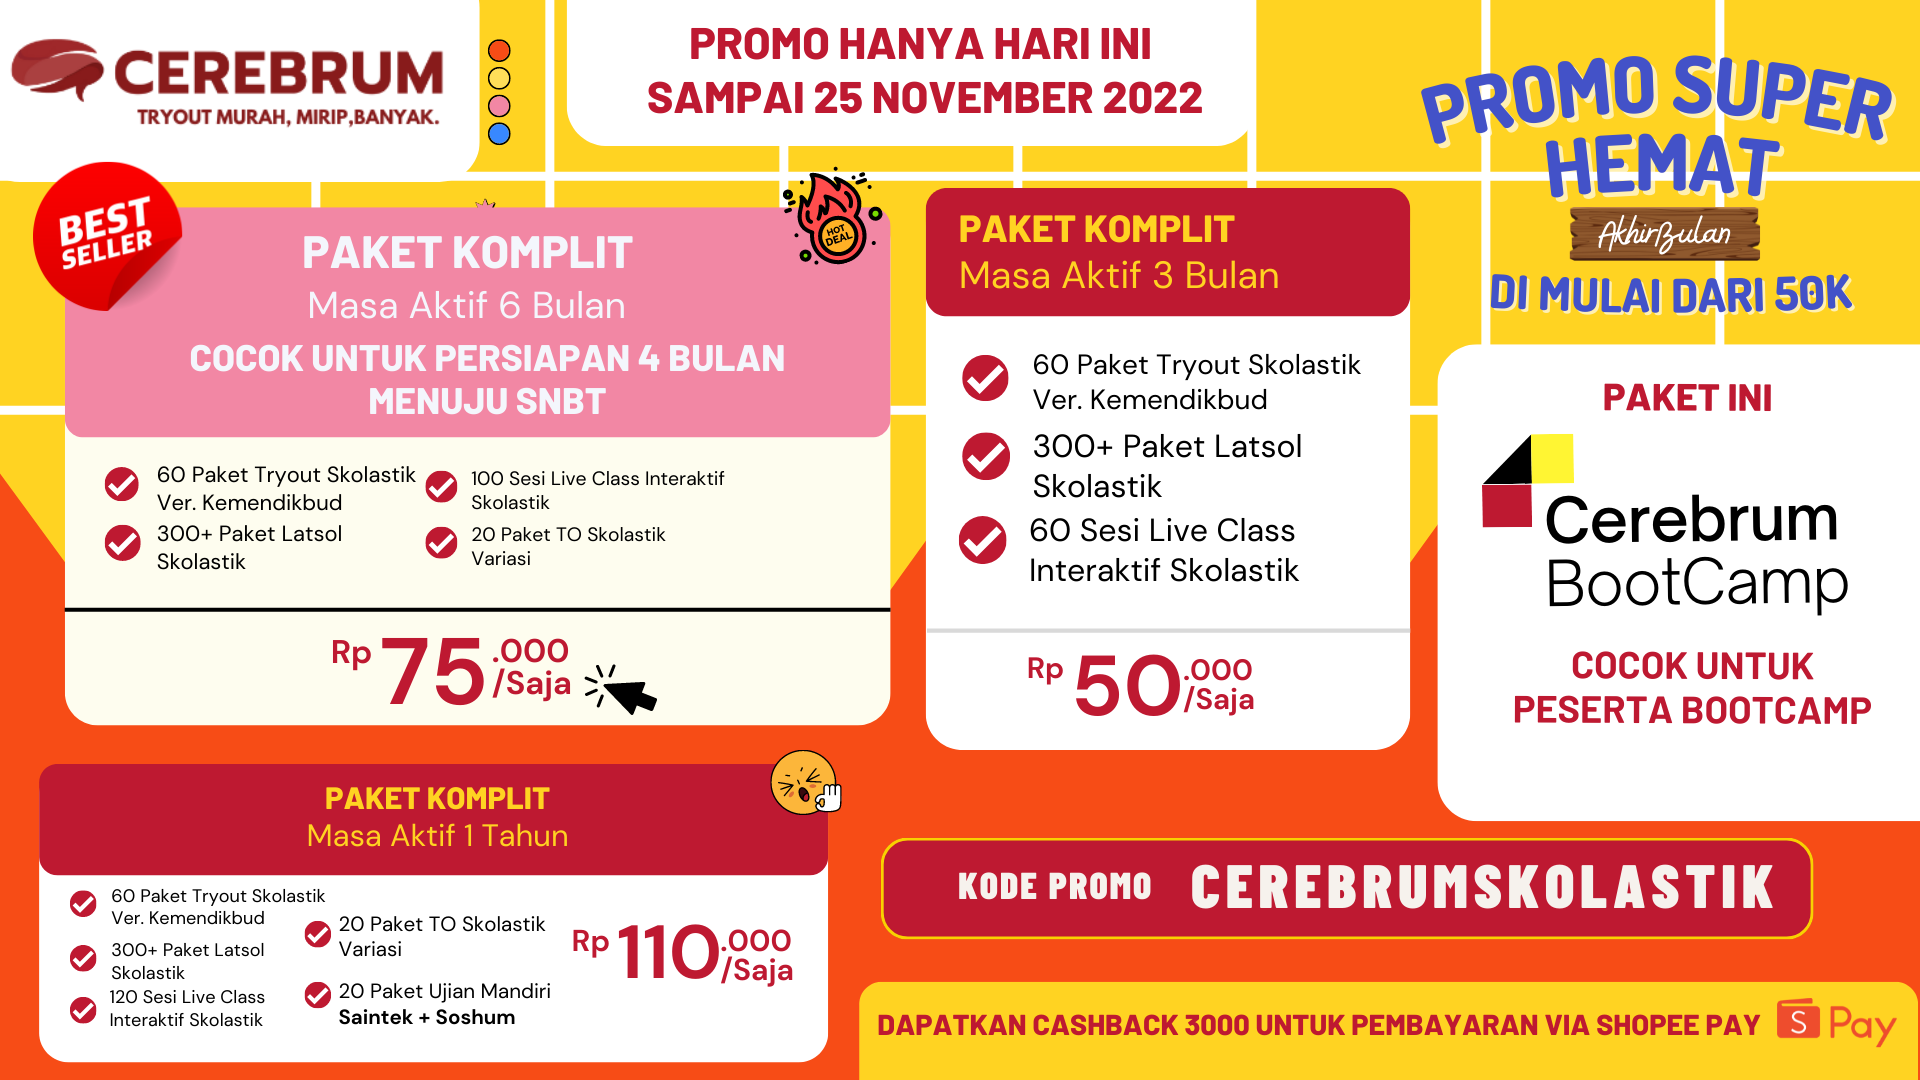 CEREBRUM
TRYOUT MURAH, MIRIP,BANYAK.
PROMO HANYA HARI INI
SAMPAI 25 NOVEMBER 2022
PROMO SUPER
HEMAT
AkhirBulan
DI MULAI DARI 50K
BEST
SELLER
HOT
DEAL
PAKET KOMPLIT
Masa Aktif 6 Bulan
COCOK UNTUK PERSIAPAN 4 BULAN
MENUJU SNBT
60 Paket Tryout Skolastik
Ver. Kemendikbud
300+ Paket Latsol
Skolastik
100 Sesi Live Class Interaktif
Skolastik
20 Paket TO Skolastik
Variasi
Rp 75.000
/Saja
PAKET KOMPLIT
Masa Aktif 3 Bulan
60 Paket Tryout Skolastik
Ver. Kemendikbud
300+ Paket Latsol
Skolastik
60 Sesi Live Class
Interaktif Skolastik
Rp 50.000
/Saja
PAKET INI
Cerebrum
BootCamp
COCOK UNTUK
PESERTA BOOTCAMP
PAKET KOMPLIT
Masa Aktif 1 Tahun
60 Paket Tryout Skolastik
Ver. Kemendikbud
300+ Paket Latsol
Skolastik
120 Sesi Live Class
Interaktif Skolastik
20 Paket TO Skolastik
Variasi
20 Paket Ujian Mandiri
Saintek + Soshum
Rp 110.000
/Saja
KODE PROMO CEREBRUMSKOLASTIK
DAPATKAN CASHBACK 3000 UNTUK PEMBAYARAN VIA SHOPEE PAY S Pay